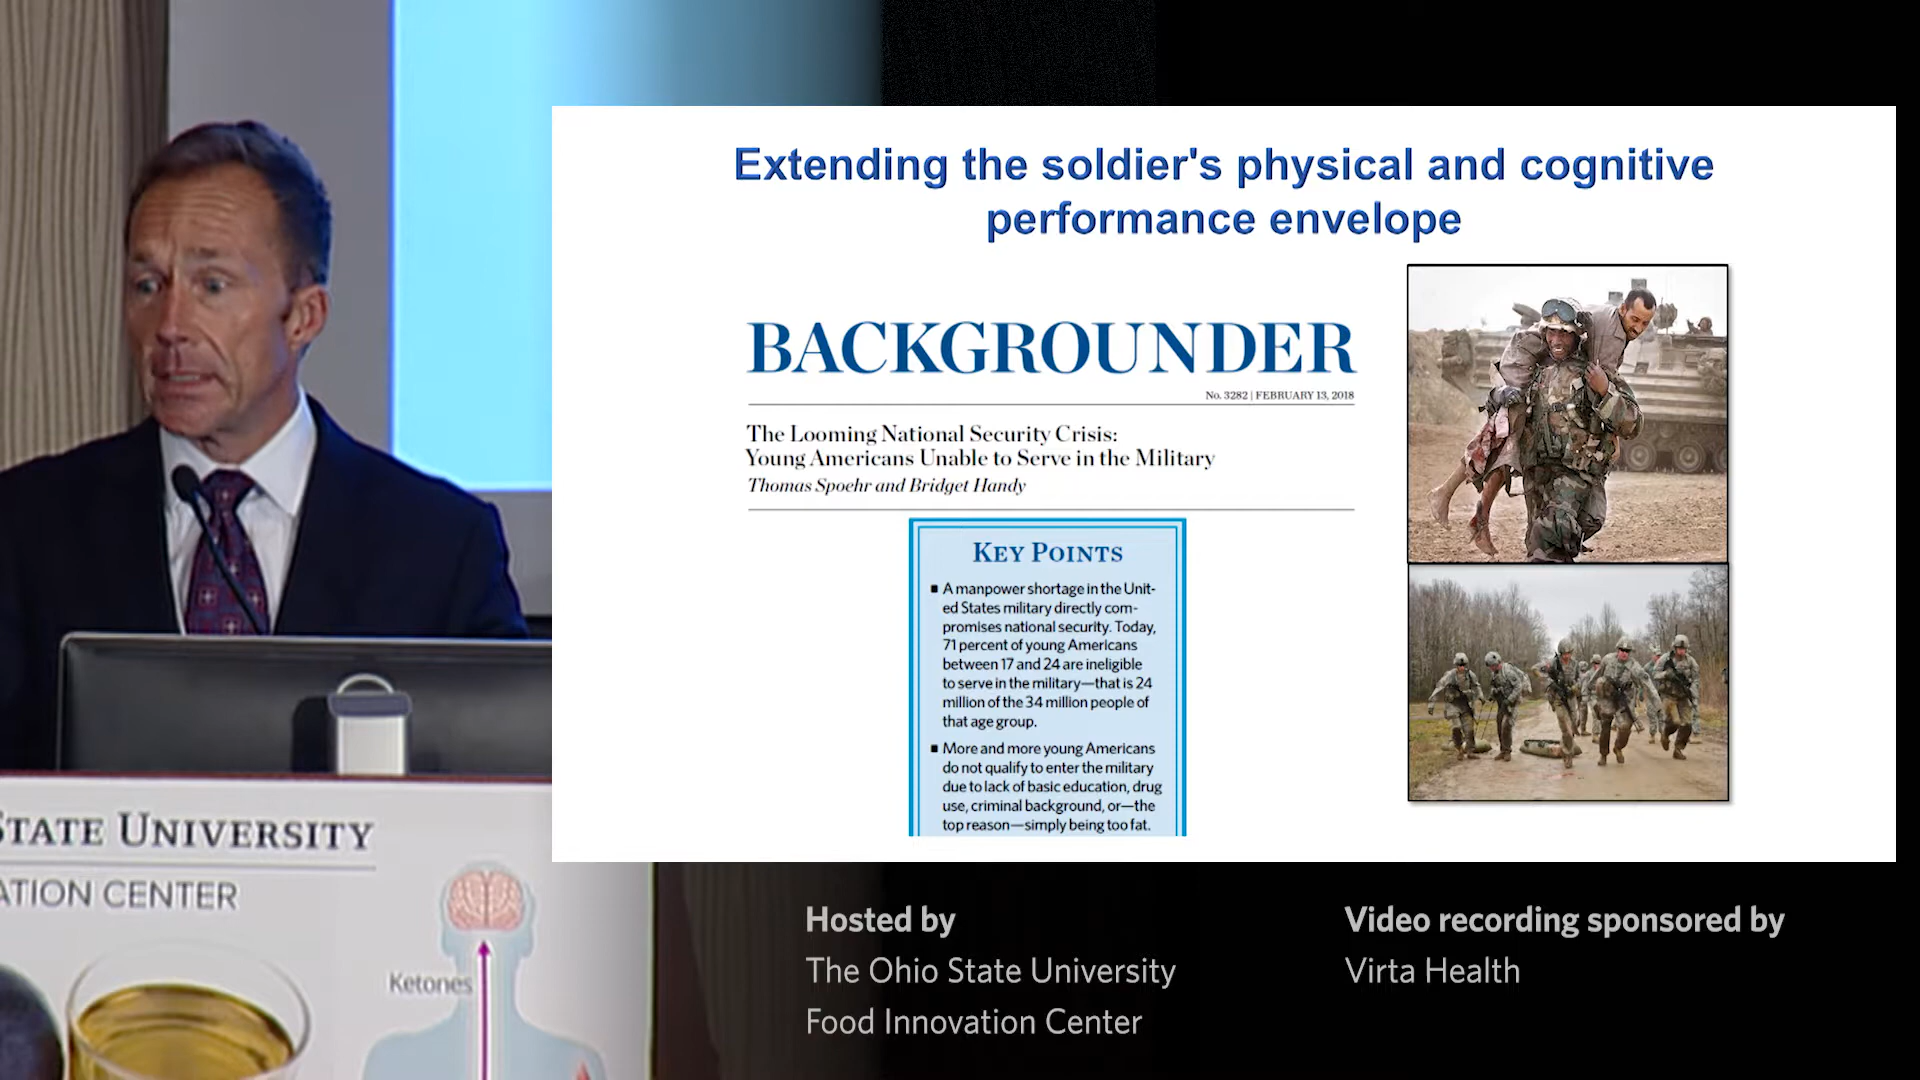 Extending the soldier's physical and cognitive
performance envelope
BACKGROUNDER
No. 3282 | FEBRUARY 13, 2018
The Looming National Security Crisis:
Young Americans Unable to Serve in the Military
Thomas Spoehr and Bridget Handy
KEY POINTS
■ A manpower shortage in the Unit-
ed States military directly com-
promises national security. Today,
71 percent of young Americans
between 17 and 24 are ineligible
to serve in the military—that is 24
million of the 34 million people of
that age group.
■ More and more young Americans
do not qualify to enter the military
due to lack of basic education, drug
use, criminal background, or—the
top reason—simply being too fat.
STATE UNIVERSITY
ATION CENTER
Ketones
Hosted by
The Ohio State University
Food Innovation Center
Video recording sponsored by
Virta Health